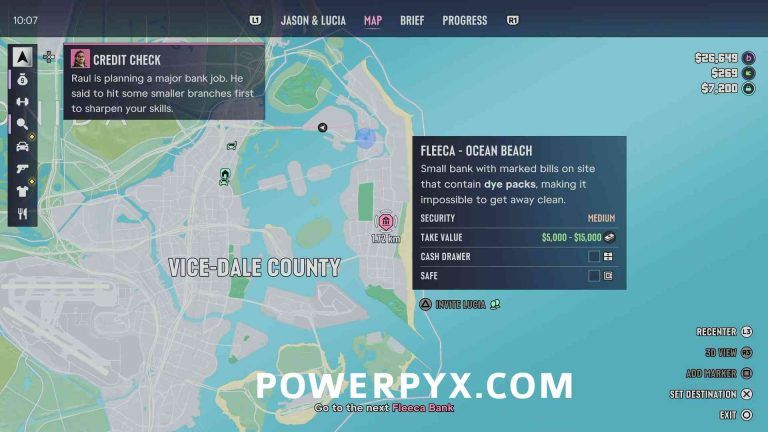 10:07
L1 JASON & LUCIA MAP BRIEF PROGRESS R1
CREDIT CHECK
Raul is planning a major bank job. He
said to hit some smaller branches first
to sharpen your skills.
$26,649
$269
$7,200
FLEECA - OCEAN BEACH
Small bank with marked bills on site
that contain dye packs, making it
impossible to get away clean.
SECURITY MEDIUM
TAKE VALUE $5,000 - $15,000
CASH DRAWER
SAFE
1.72 km
VICE-DALE COUNTY
INVITE LUCIA
RECENTER L3
3D VIEW R3
ADD MARKER
SET DESTINATION
EXIT
POWERPYX.COM
Go to the next Fleeca Bank